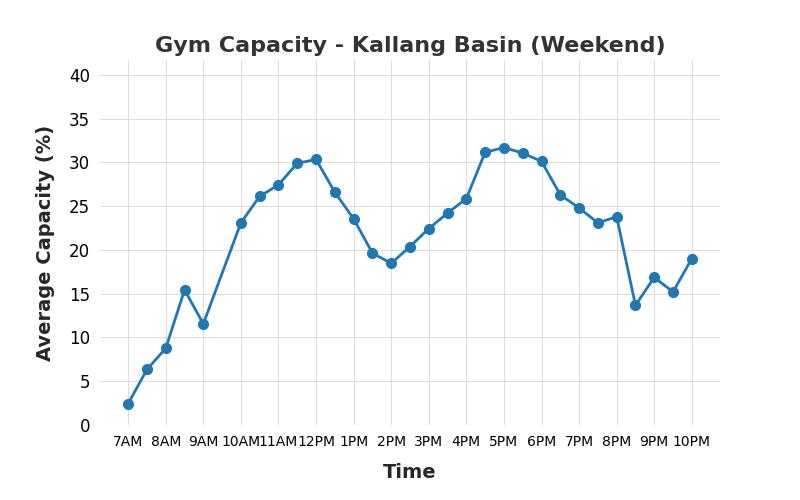 Gym Capacity - Kallang Basin (Weekend)
Average Capacity (%)
40
35
30
25
20
15
10
5
0
7AM 8AM 9AM 10AM 11AM 12PM 1PM 2PM 3PM 4PM 5PM 6PM 7PM 8PM 9PM 10PM
Time